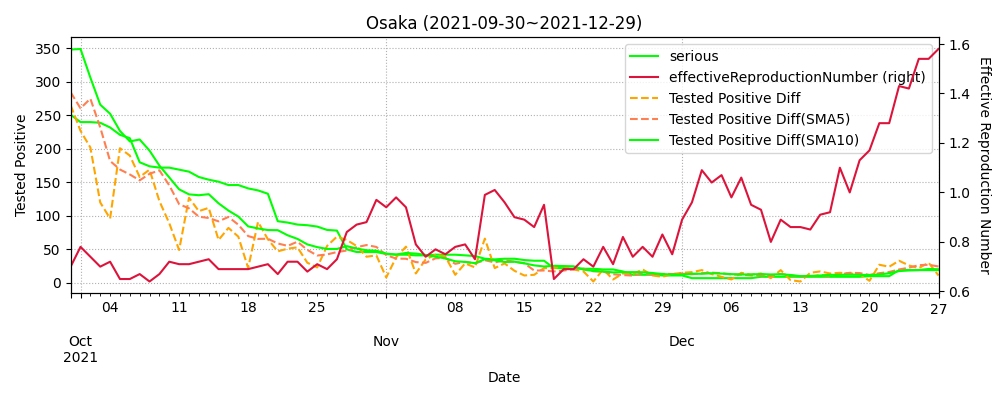 Osaka (2021-09-30~2021-12-29)
350
300
250
200
150
100
50
0
Tested Positive
serious
effectiveReproductionNumber (right)
Tested Positive Diff
Tested Positive Diff(SMA5)
Tested Positive Diff(SMA10)
1.6
1.4
1.2
1.0
0.8
0.6
Effective Reproduction Number
04 11 18 25 08 15 22 29 06 13 20 27
Oct Nov Dec
2021
Date